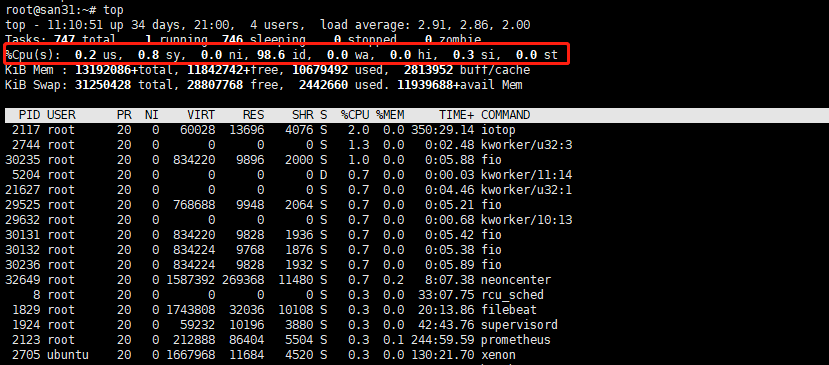 root@san31:~# top
top - 11:10:51 up 34 days, 21:00,  4 users,  load average: 2.91, 2.86, 2.00
Tasks: 747 total,   1 running, 746 sleeping,   0 stopped,   0 zombie
%Cpu(s):  0.2 us,  0.8 sy,  0.0 ni, 98.6 id,  0.0 wa,  0.0 hi,  0.3 si,  0.0 st
KiB Mem : 13192086+total, 11842742+free, 10679492 used,  2813952 buff/cache
KiB Swap: 31250428 total, 28807768 free,  2442660 used. 11939688+avail Mem
PID USER      PR  NI    VIRT    RES    SHR S  %CPU %MEM     TIME+ COMMAND
2117 root      20   0   60028  13696   4076 S   2.0  0.0 350:29.14 iotop
2744 root      20   0       0      0      0 S   1.3  0.0   0:02.48 kworker/u32:3
30235 root      20   0  834220   9896   2000 S   1.0  0.0   0:05.88 fio
5204 root      20   0       0      0      0 D   0.7  0.0   0:00.03 kworker/11:14
21627 root      20   0       0      0      0 S   0.7  0.0   0:04.46 kworker/u32:1
29525 root      20   0  768688   9948   2064 S   0.7  0.0   0:05.21 fio
29632 root      20   0       0      0      0 S   0.7  0.0   0:00.68 kworker/10:13
30131 root      20   0  834220   9828   1936 S   0.7  0.0   0:05.42 fio
30132 root      20   0  834224   9768   1876 S   0.7  0.0   0:05.38 fio
30236 root      20   0  834224   9828   1932 S   0.7  0.0   0:05.89 fio
32649 root      20   0 1587392 269368  11480 S   0.7  0.2   8:07.38 neoncenter
8 root      20   0       0      0      0 S   0.3  0.0  33:07.75 rcu_sched
1829 root      20   0 1743808  32036  10108 S   0.3  0.0  20:13.86 filebeat
1924 root      20   0   59232  10196   3880 S   0.3  0.0  42:43.76 supervisord
2123 root      20   0  212888  86404   5504 S   0.3  0.1 244:59.59 prometheus
2705 ubuntu    20   0 1667968  11684   4520 S   0.3  0.0 130:21.70 xenon